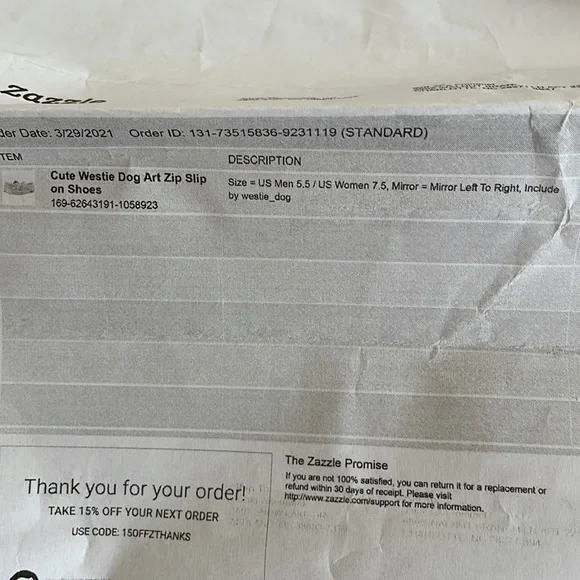 zazzle
der Date: 3/29/2021 Order ID: 131-73515836-9231119 (STANDARD)
TEM DESCRIPTION
Cute Westie Dog Art Zip Slip
on Shoes
169-62643191-1058923
Size = US Men 5.5 / US Women 7.5, Mirror = Mirror Left To Right, Include
by westie_dog
Thank you for your order!
TAKE 15% OFF YOUR NEXT ORDER
USE CODE: 15OFFZTHANKS
The Zazzle Promise
If you are not 100% satisfied, you can return it for a replacement or
refund within 30 days of receipt. Please visit
http://www.zazzle.com/support for more information.